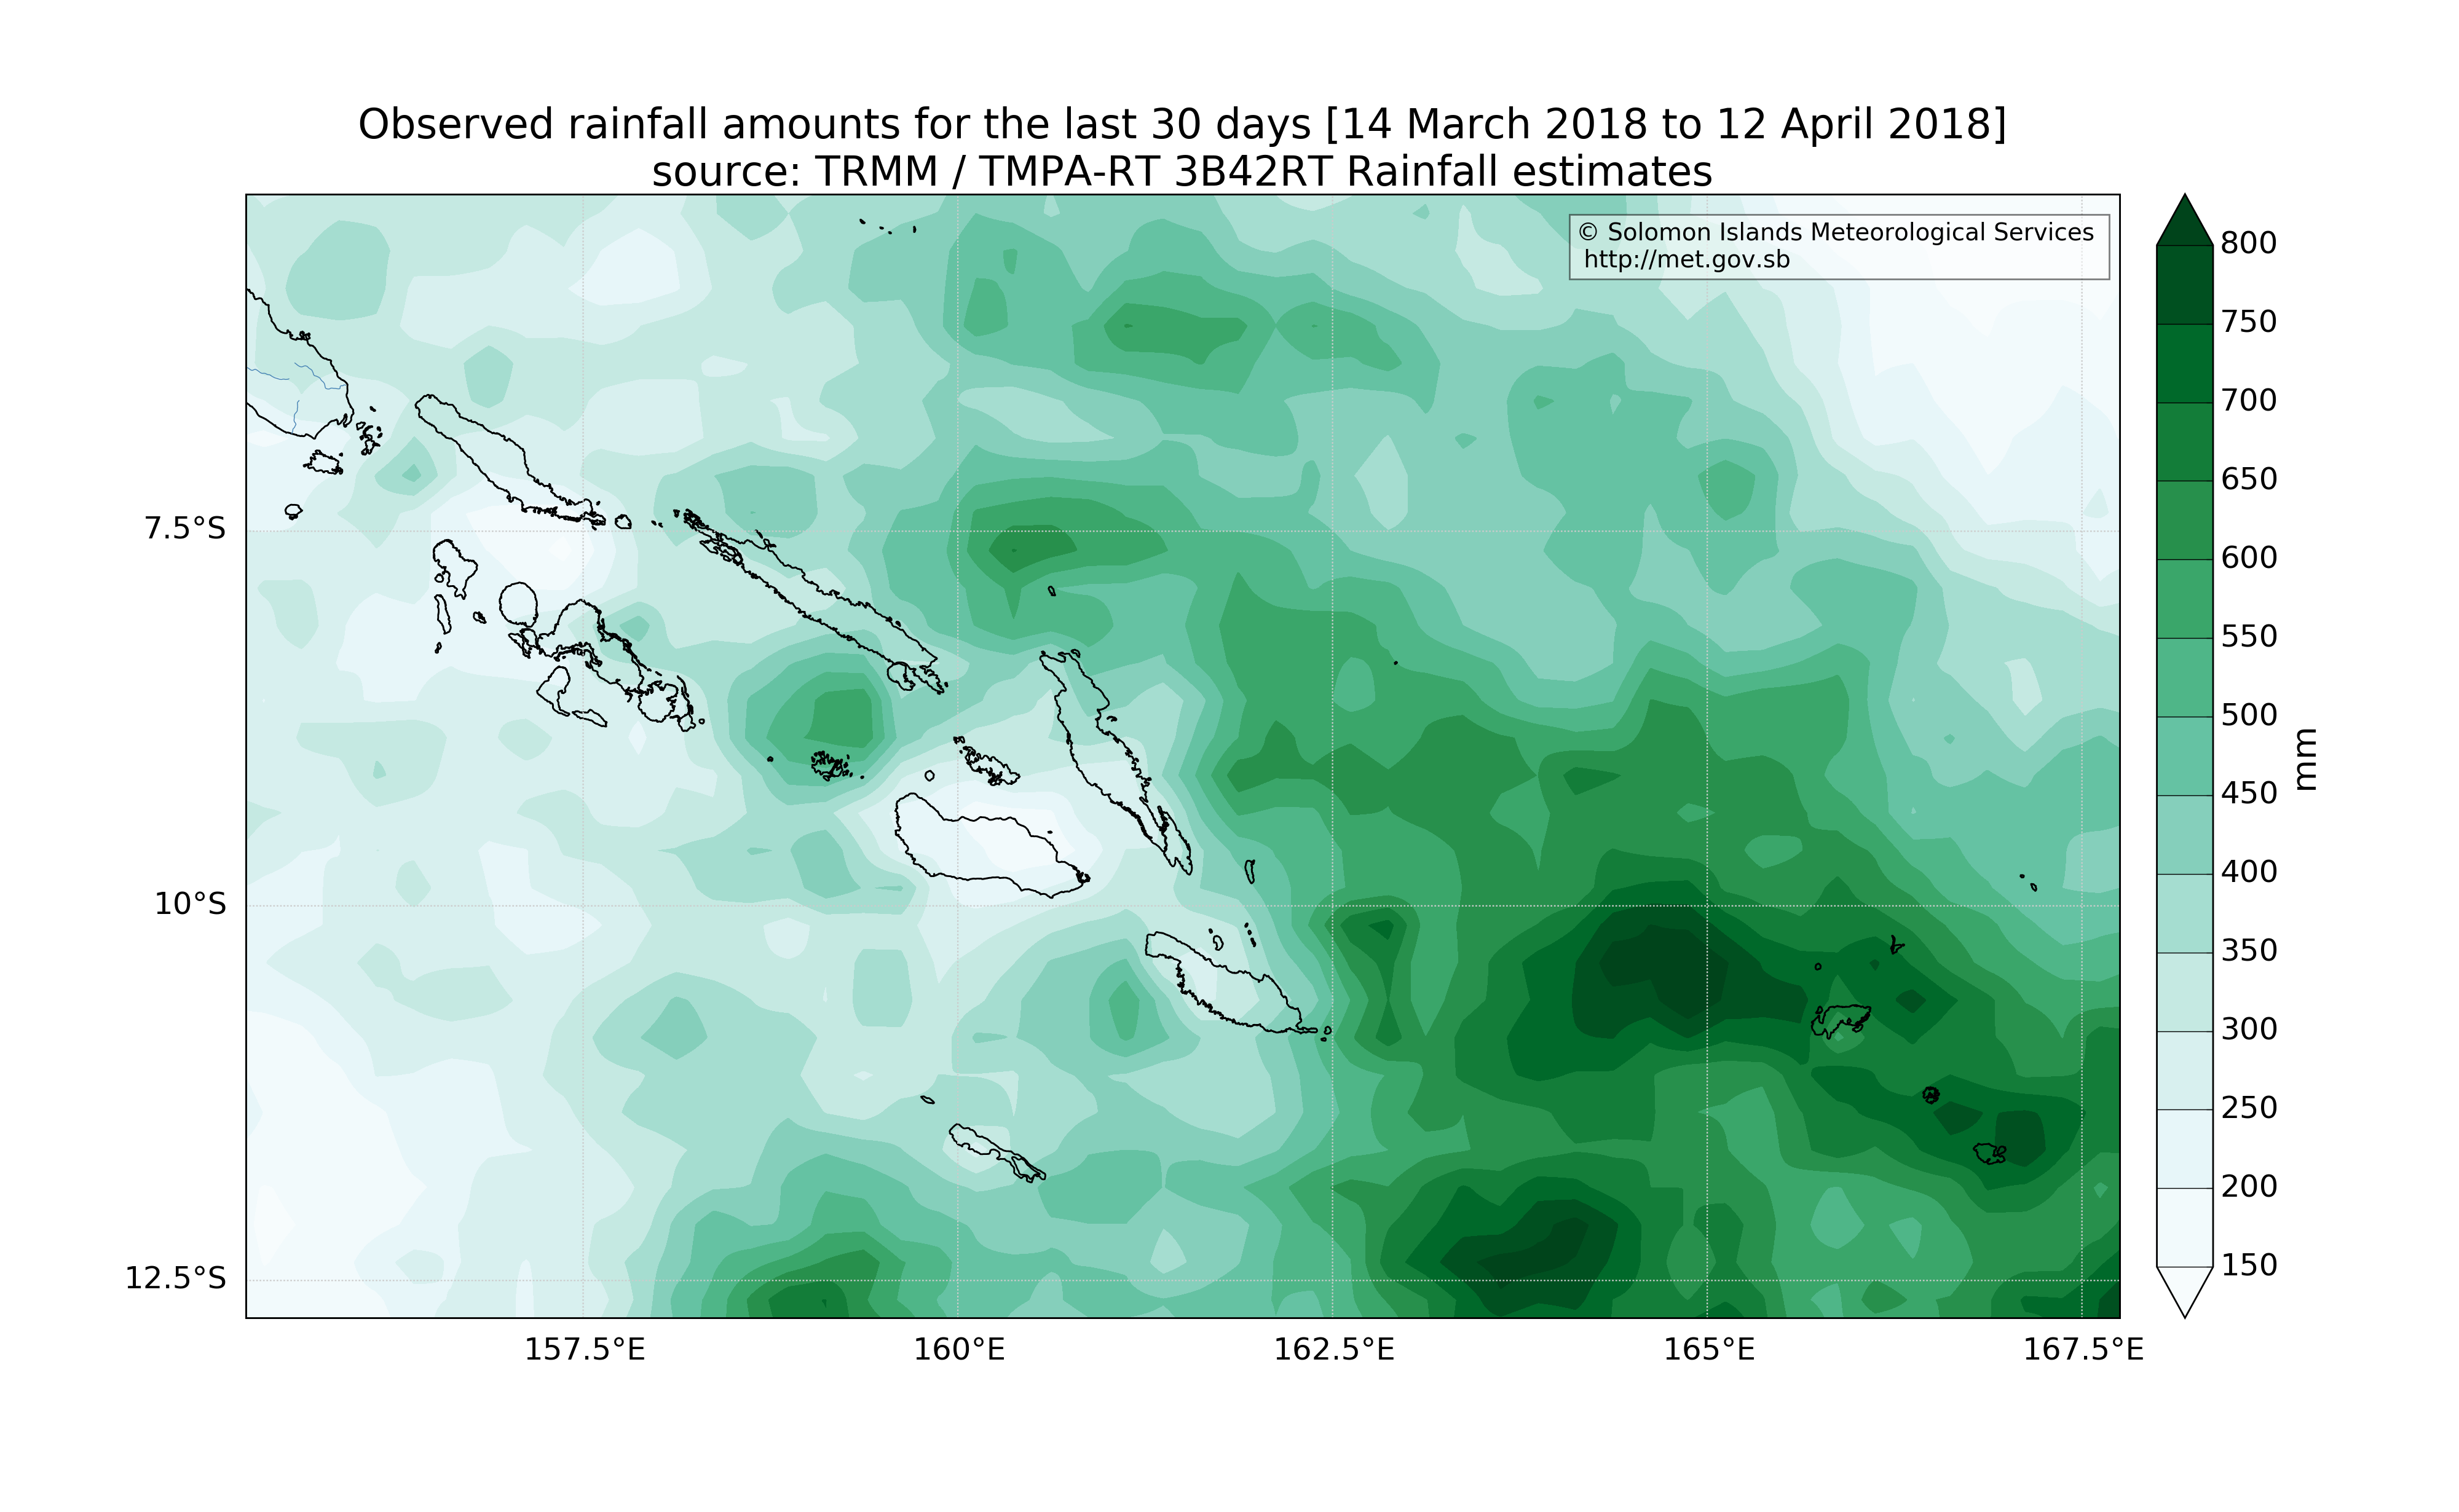 Observed rainfall amounts for the last 30 days [14 March 2018 to 12 April 2018]
source: TRMM / TMPA-RT 3B42RT Rainfall estimates
© Solomon Islands Meteorological Services
http://met.gov.sb
7.5°S
10°S
12.5°S
157.5°E
160°E
162.5°E
165°E
167.5°E
800
750
700
650
600
550
500
450
400
350
300
250
200
150
mm